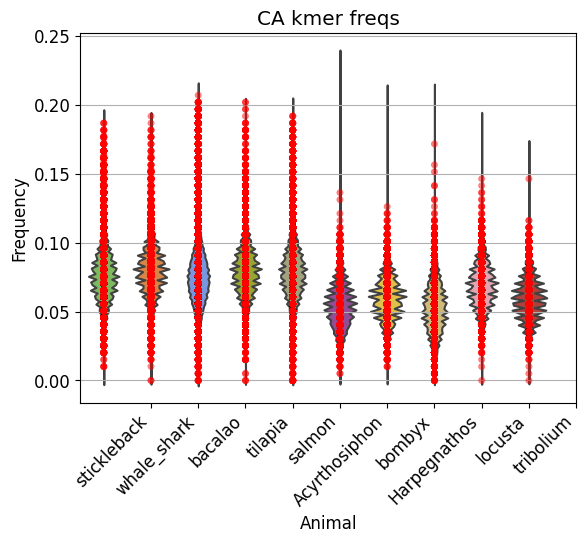 CA kmer freqs
0.25
0.20
0.15
0.10
0.05
0.00
Frequency
stickleback
whale_shark
bacalao
tilapia
salmon
Acyrthosiphon
bombyx
Harpegnathos
locusta
tribolium
Animal